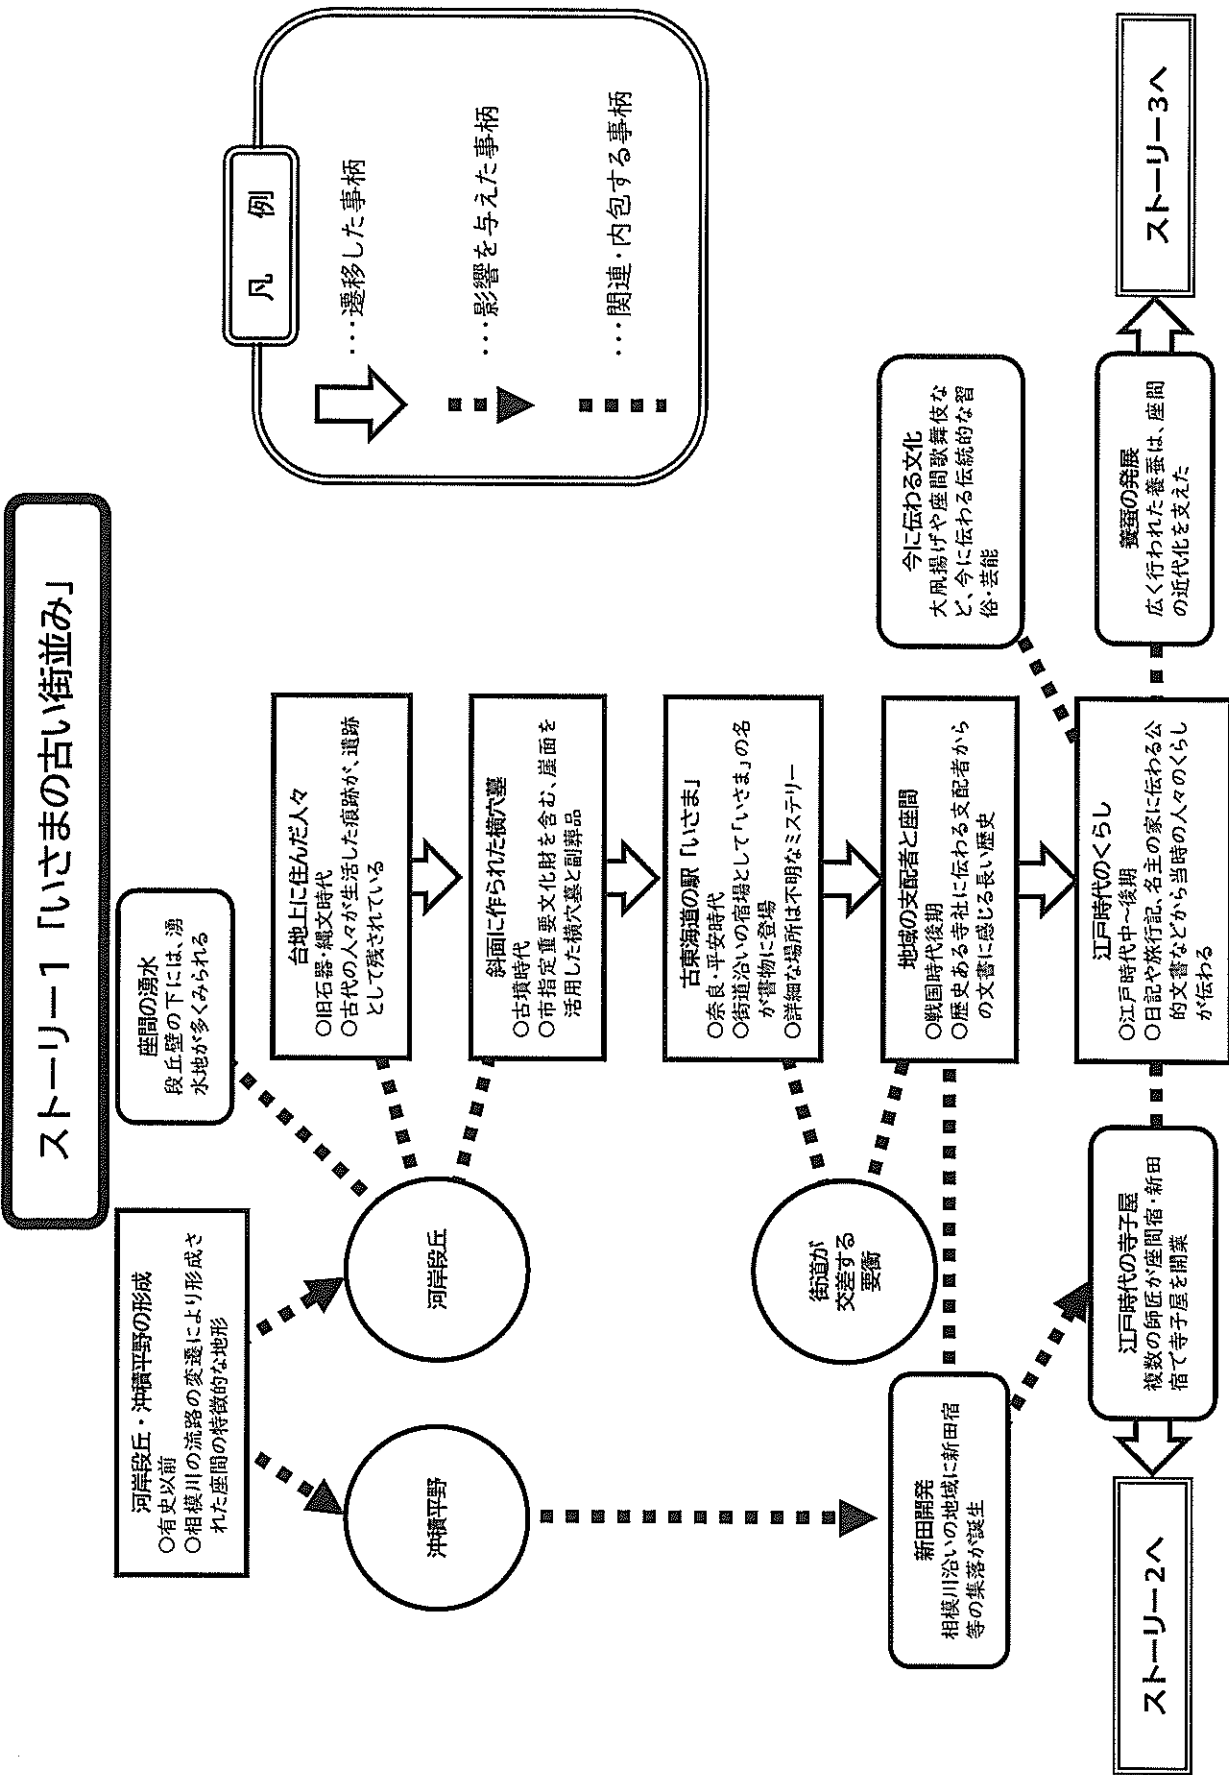 ストーリー1「いさまの古い街並み」
河岸段丘・沖積平野の形成
○有史以前
○相模川の流路の変遷により形成さ
れた座間の特徴的な地形
座間の湧水
段丘壁の下には、湧
水地が多くみられる
凡 例
・・・遷移した事柄
・・・影響を与えた事柄
・・・関連・内包する事柄
沖積平野
河岸段丘
台地上に住んだ人々
○旧石器・縄文時代
○古代の人々が生活した痕跡が、遺跡
として残されている
斜面に作られた横穴墓
○古墳時代
○市指定重要文化財を含む、崖面を
活用した横穴墓と副葬品
古東海道の駅「いさま」
○奈良・平安時代
○街道沿いの宿場として「いさま」の名
が書物に登場
○詳細な場所は不明なミステリー
街道が
交差する
要衝
地域の支配者と座間
○戦国時代後期
○歴史ある寺社に伝わる支配者から
の文書に感じる長い歴史
新田開発
相模川沿いの地域に新田宿
等の集落が誕生
今に伝わる文化
大凧揚げや座間歌舞伎な
ど、今に伝わる伝統的な習
俗・芸能
江戸時代のくらし
○江戸時代中～後期
○日記や旅行記、名主の家に伝わる公
的文書などから当時の人々のくらし
が伝わる
江戸時代の寺子屋
複数の師匠が座間宿・新田
宿で寺子屋を開業
養蚕の発展
広く行われた養蚕は、座間
の近代化を支えた
ストーリー2へ
ストーリー3へ